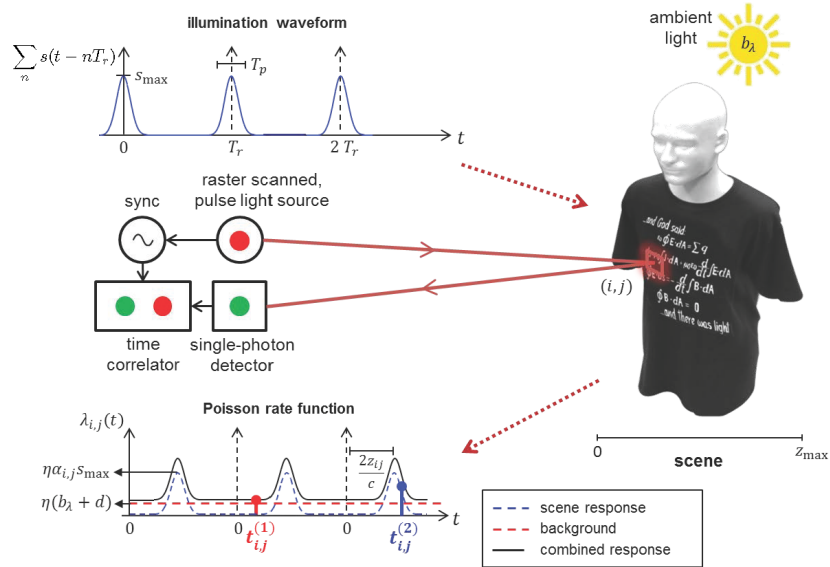 illumination waveform
ambient
light
b_λ
∑_n s(t − nT_r)
s_max
T_p
t
0
T_r
2 T_r
raster scanned,
pulse light source
sync
...and God said
(i, j)
ϕ B·dA = 0
...and there was light
time
correlator
single-photon
detector
Poisson rate function
λ_{i,j}(t)
2z_{ij}/c
ηα_{i,j}s_max
η(b_λ + d)
0
0
t
t_{i,j}^{(1)}
t_{i,j}^{(2)}
0
z_max
scene
scene response
background
combined response